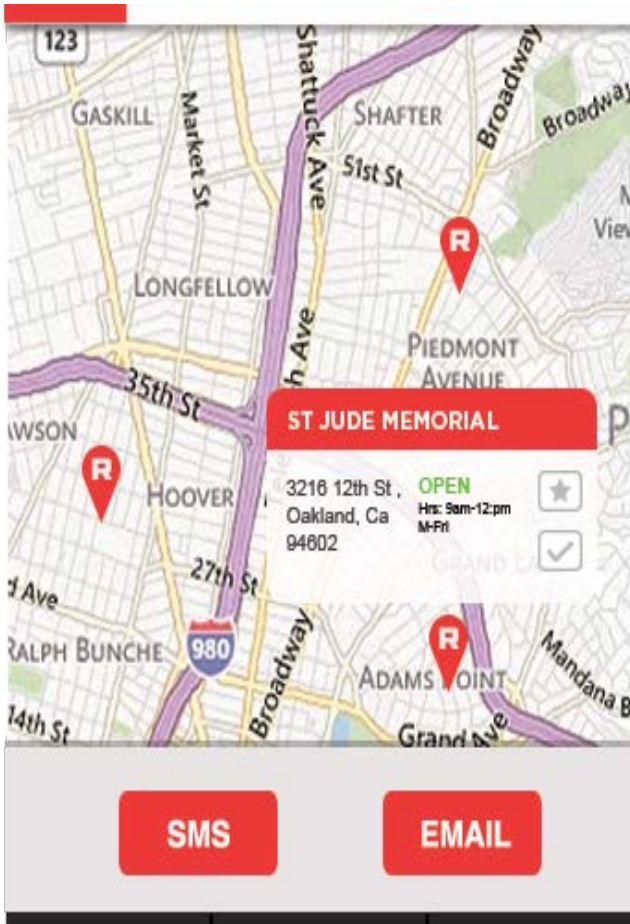 123
GASKILL
Market St
Shattuck Ave
SHAFTER
Broadway
Broadway
51st St
View
R
LONGFELLOW
PIEDMONT
AVENUE
35th St
ST JUDE MEMORIAL
R
HOOVER
3216 12th St ,
Oakland, Ca
94602
OPEN
Hrs: 9am-12:pm
M-Fri
27th St
Ave
RALPH BUNCHE
980
Broadway
R
ADAMS POINT
Mandana B
14th St
Grand Ave
SMS
EMAIL